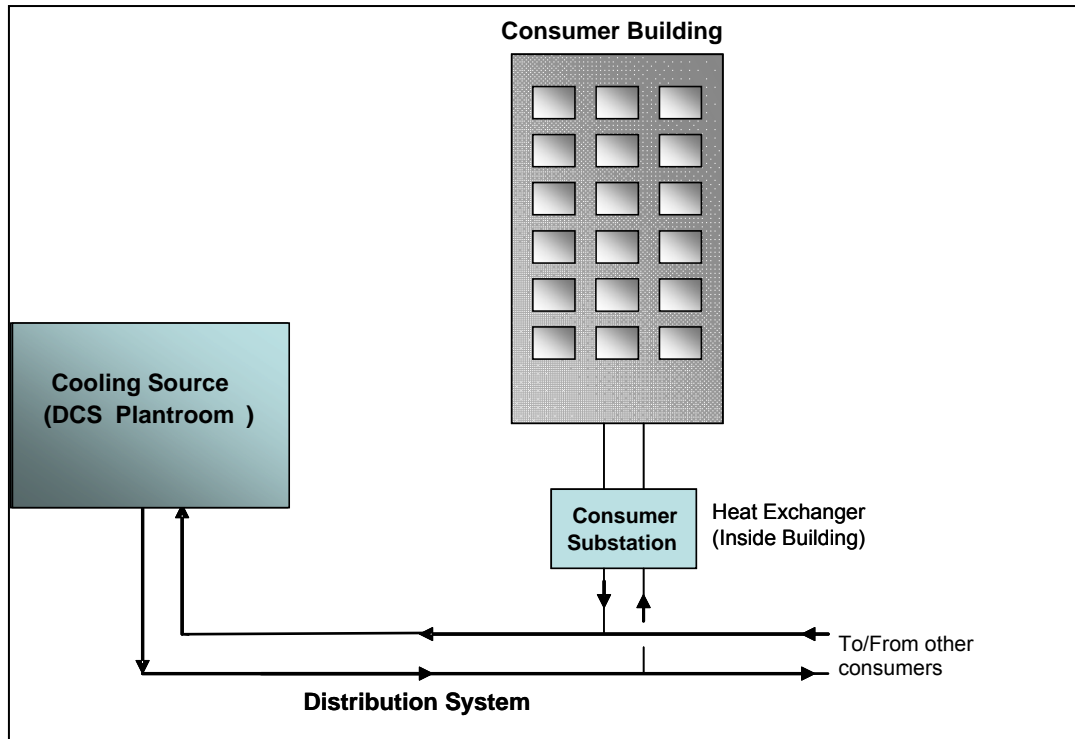 Consumer Building
Cooling Source
(DCS Plantroom )
Consumer
Substation
Heat Exchanger
(Inside Building)
To/From other
consumers
Distribution System